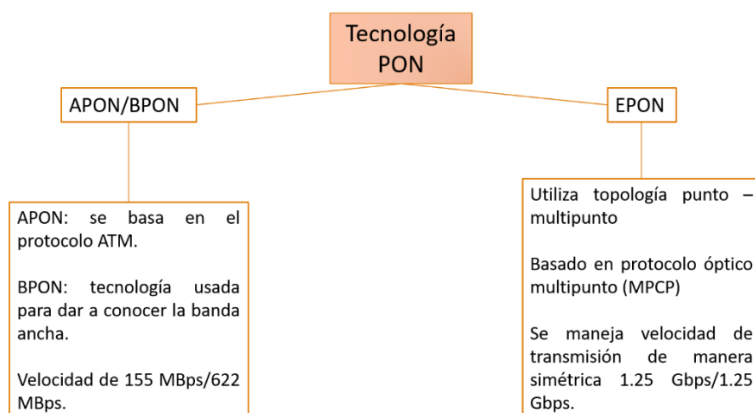 Tecnología
PON
APON/BPON
EPON
APON: se basa en el
protocolo ATM.
BPON: tecnología usada
para dar a conocer la banda
ancha.
Velocidad de 155 MBps/622
MBps.
Utiliza topología punto –
multipunto
Basado en protocolo óptico
multipunto (MPCP)
Se maneja velocidad de
transmisión de manera
simétrica 1.25 Gbps/1.25
Gbps.